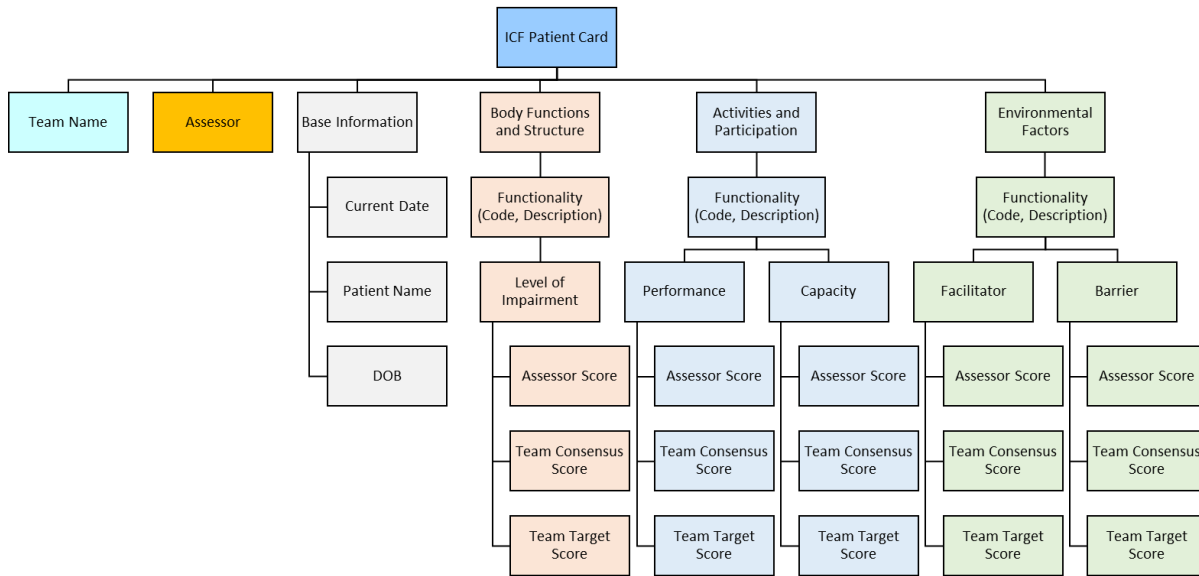 ICF Patient Card
Team Name
Assessor
Base Information
Body Functions
and Structure
Activities and
Participation
Environmental
Factors
Current Date
Functionality
(Code, Description)
Functionality
(Code, Description)
Functionality
(Code, Description)
Patient Name
Level of
Impairment
Performance
Capacity
Facilitator
Barrier
DOB
Assessor Score
Assessor Score
Assessor Score
Assessor Score
Assessor Score
Team Consensus
Score
Team Consensus
Score
Team Consensus
Score
Team Consensus
Score
Team Consensus
Score
Team Target
Score
Team Target
Score
Team Target
Score
Team Target
Score
Team Target
Score